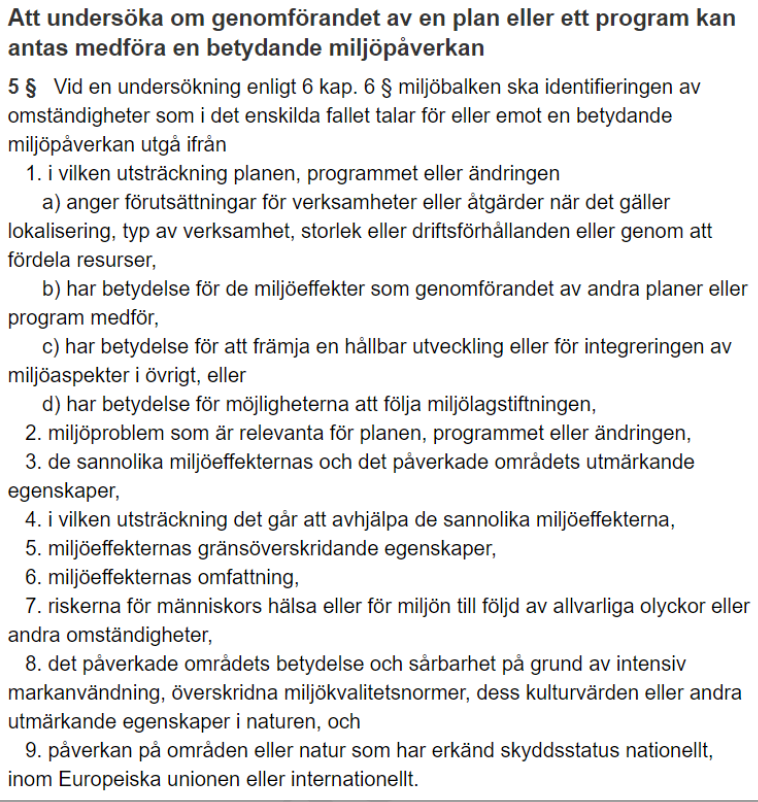 Att undersöka om genomförandet av en plan eller ett program kan
antas medföra en betydande miljöpåverkan
5 §   Vid en undersökning enligt 6 kap. 6 § miljöbalken ska identifieringen av
omständigheter som i det enskilda fallet talar för eller emot en betydande
miljöpåverkan utgå ifrån
1. i vilken utsträckning planen, programmet eller ändringen
a) anger förutsättningar för verksamheter eller åtgärder när det gäller
lokalisering, typ av verksamhet, storlek eller driftsförhållanden eller genom att
fördela resurser,
b) har betydelse för de miljöeffekter som genomförandet av andra planer eller
program medför,
c) har betydelse för att främja en hållbar utveckling eller för integreringen av
miljöaspekter i övrigt, eller
d) har betydelse för möjligheterna att följa miljölagstiftningen,
2. miljöproblem som är relevanta för planen, programmet eller ändringen,
3. de sannolika miljöeffekternas och det påverkade områdets utmärkande
egenskaper,
4. i vilken utsträckning det går att avhjälpa de sannolika miljöeffekterna,
5. miljöeffekternas gränsöverskridande egenskaper,
6. miljöeffekternas omfattning,
7. riskerna för människors hälsa eller för miljön till följd av allvarliga olyckor eller
andra omständigheter,
8. det påverkade områdets betydelse och sårbarhet på grund av intensiv
markanvändning, överskridna miljökvalitetsnormer, dess kulturvärden eller andra
utmärkande egenskaper i naturen, och
9. påverkan på områden eller natur som har erkänd skyddsstatus nationellt,
inom Europeiska unionen eller internationellt.